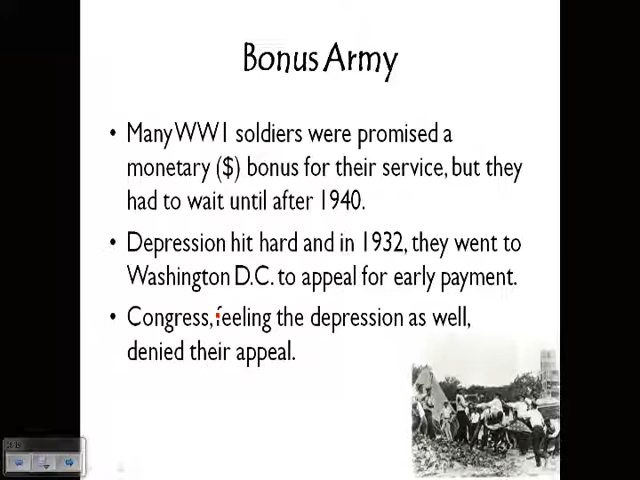 Bonus Army
• Many WW1 soldiers were promised a
monetary ($) bonus for their service, but they
had to wait until after 1940.
• Depression hit hard and in 1932, they went to
Washington D.C. to appeal for early payment.
• Congress, feeling the depression as well,
denied their appeal.